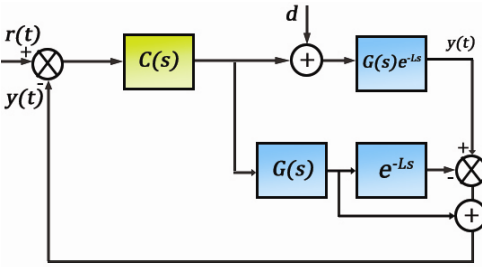 d
r(t)
+
C(s)
+
G(s)e^{-Ls}
y(t)
y(t)
-
+
G(s)
e^{-Ls}
-
+